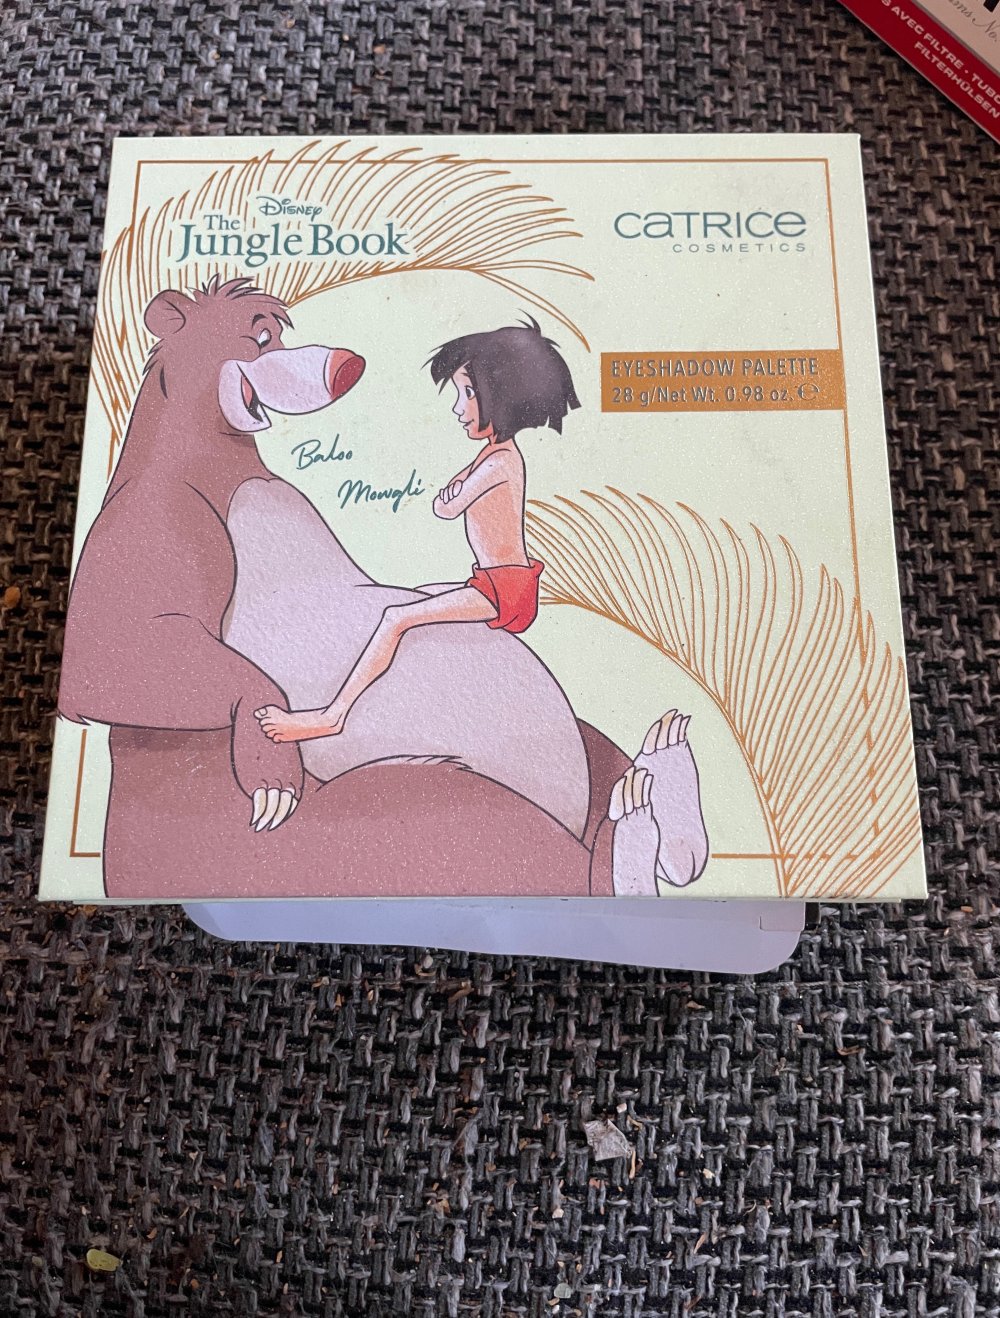 Disney
The
Jungle Book
CATRICE
COSMETICS
EYESHADOW PALETTE
28 g/Net Wt. 0.98 oz. ℮
Baloo
Mowgli
S AVEC FILTRE · TUBO
FILTERHÜLSEN